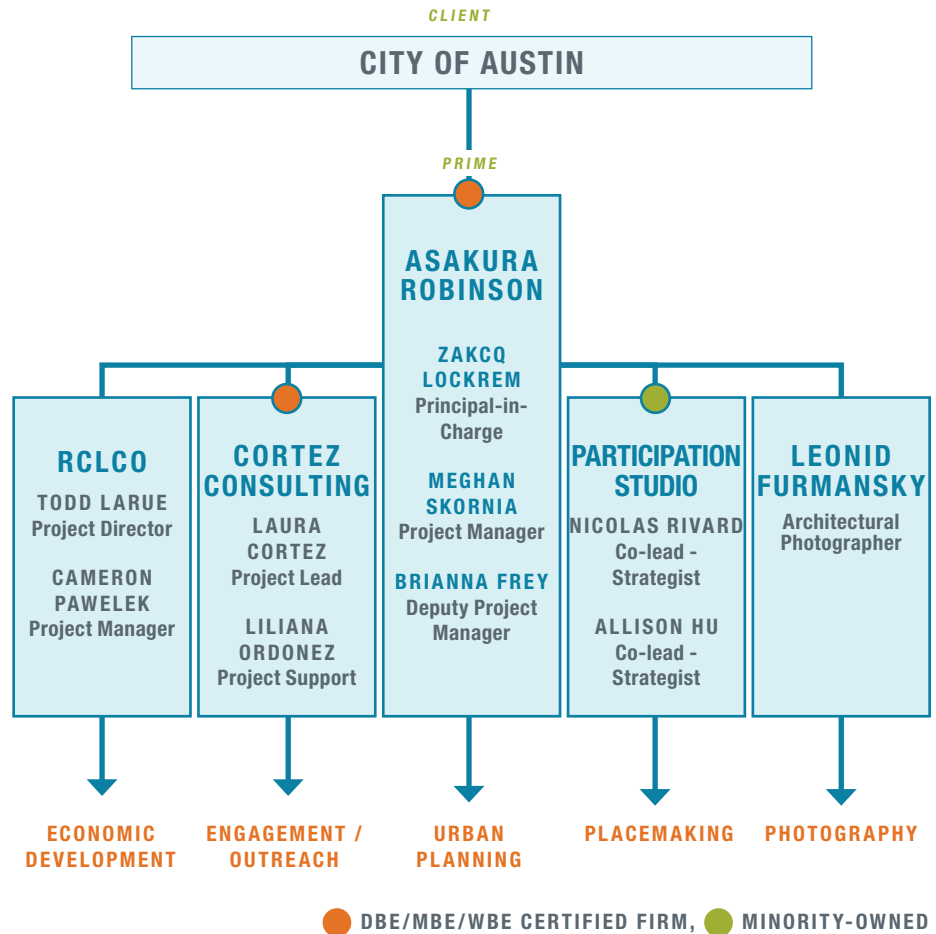 CLIENT
CITY OF AUSTIN
PRIME
ASAKURA
ROBINSON
ZAKCQ
LOCKREM
Principal-in-
Charge
MEGHAN
SKORNIA
Project Manager
BRIANNA FREY
Deputy Project
Manager
RCLCO
TODD LARUE
Project Director
CAMERON
PAWELEK
Project Manager
CORTEZ
CONSULTING
LAURA
CORTEZ
Project Lead
LILIANA
ORDONEZ
Project Support
PARTICIPATION
STUDIO
NICOLAS RIVARD
Co-lead -
Strategist
ALLISON HU
Co-lead -
Strategist
LEONID
FURMANSKY
Architectural
Photographer
ECONOMIC
DEVELOPMENT
ENGAGEMENT /
OUTREACH
URBAN
PLANNING
PLACEMAKING
PHOTOGRAPHY
DBE/MBE/WBE CERTIFIED FIRM, MINORITY-OWNED